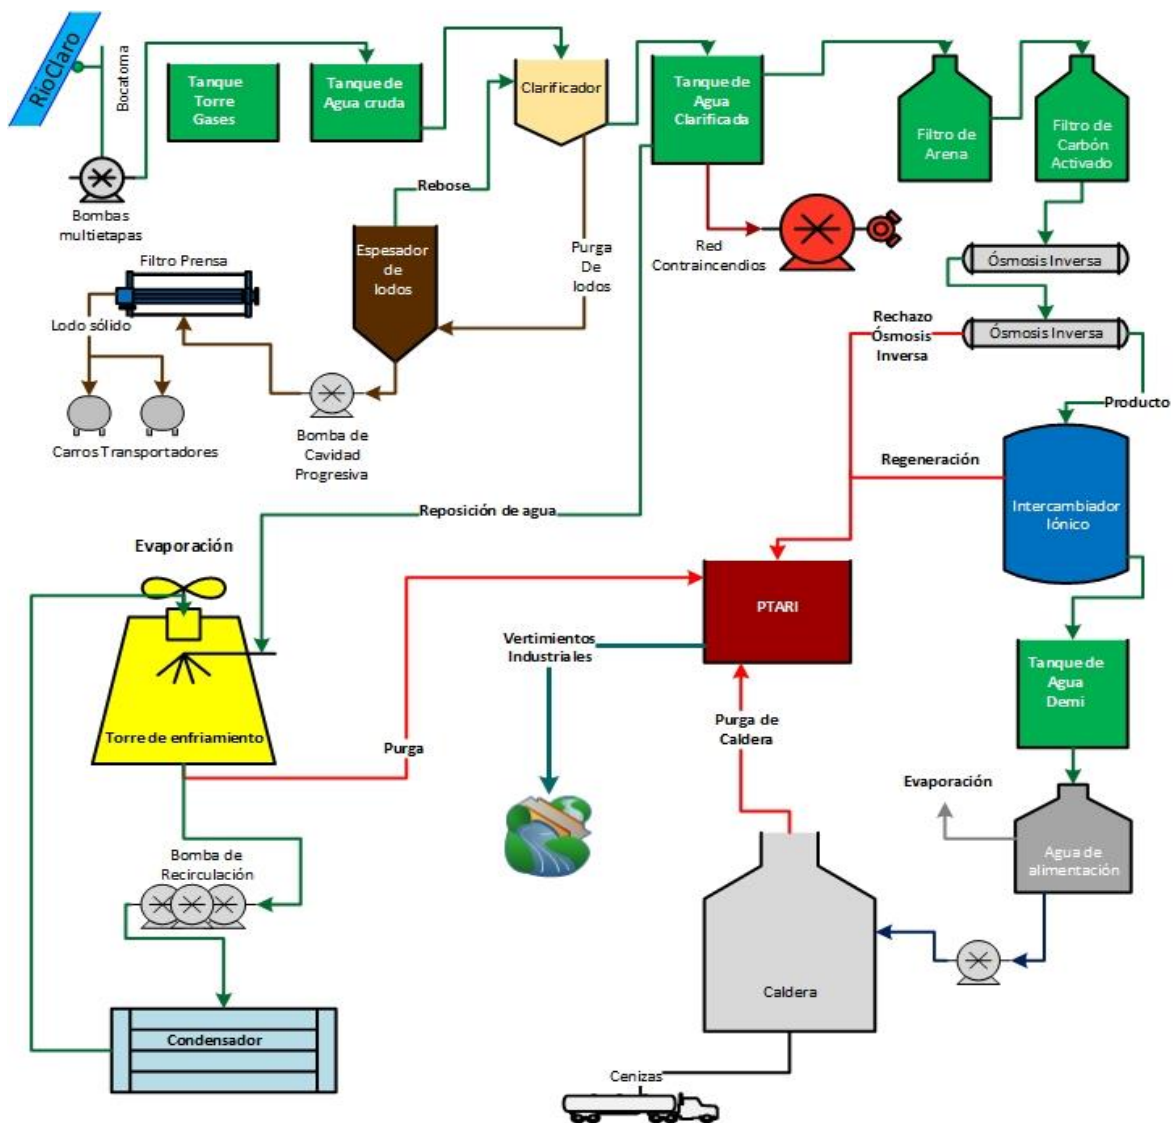 RioClaro
Bocatoma
Bombas
multietapas
Tanque
Torre
Gases
Tanque de
Agua cruda
Clarificador
Tanque de
Agua
Clarificada
Filtro de
Arena
Filtro de
Carbón
Activado
Rebose
Espesador
de
lodos
Purga
De
lodos
Red
Contraincendios
Ósmosis Inversa
Ósmosis Inversa
Rechazo
Ósmosis
Inversa
Producto
Filtro Prensa
Lodo sólido
Carros Transportadores
Bomba de
Cavidad
Progresiva
Regeneración
Intercambiador
Iónico
Reposición de agua
Evaporación
Torre de enfriamiento
PTARI
Vertimientos
Industriales
Purga
Purga de
Caldera
Tanque de
Agua
Demi
Evaporación
Agua de
alimentación
Bomba de
Recirculación
Condensador
Caldera
Cenizas